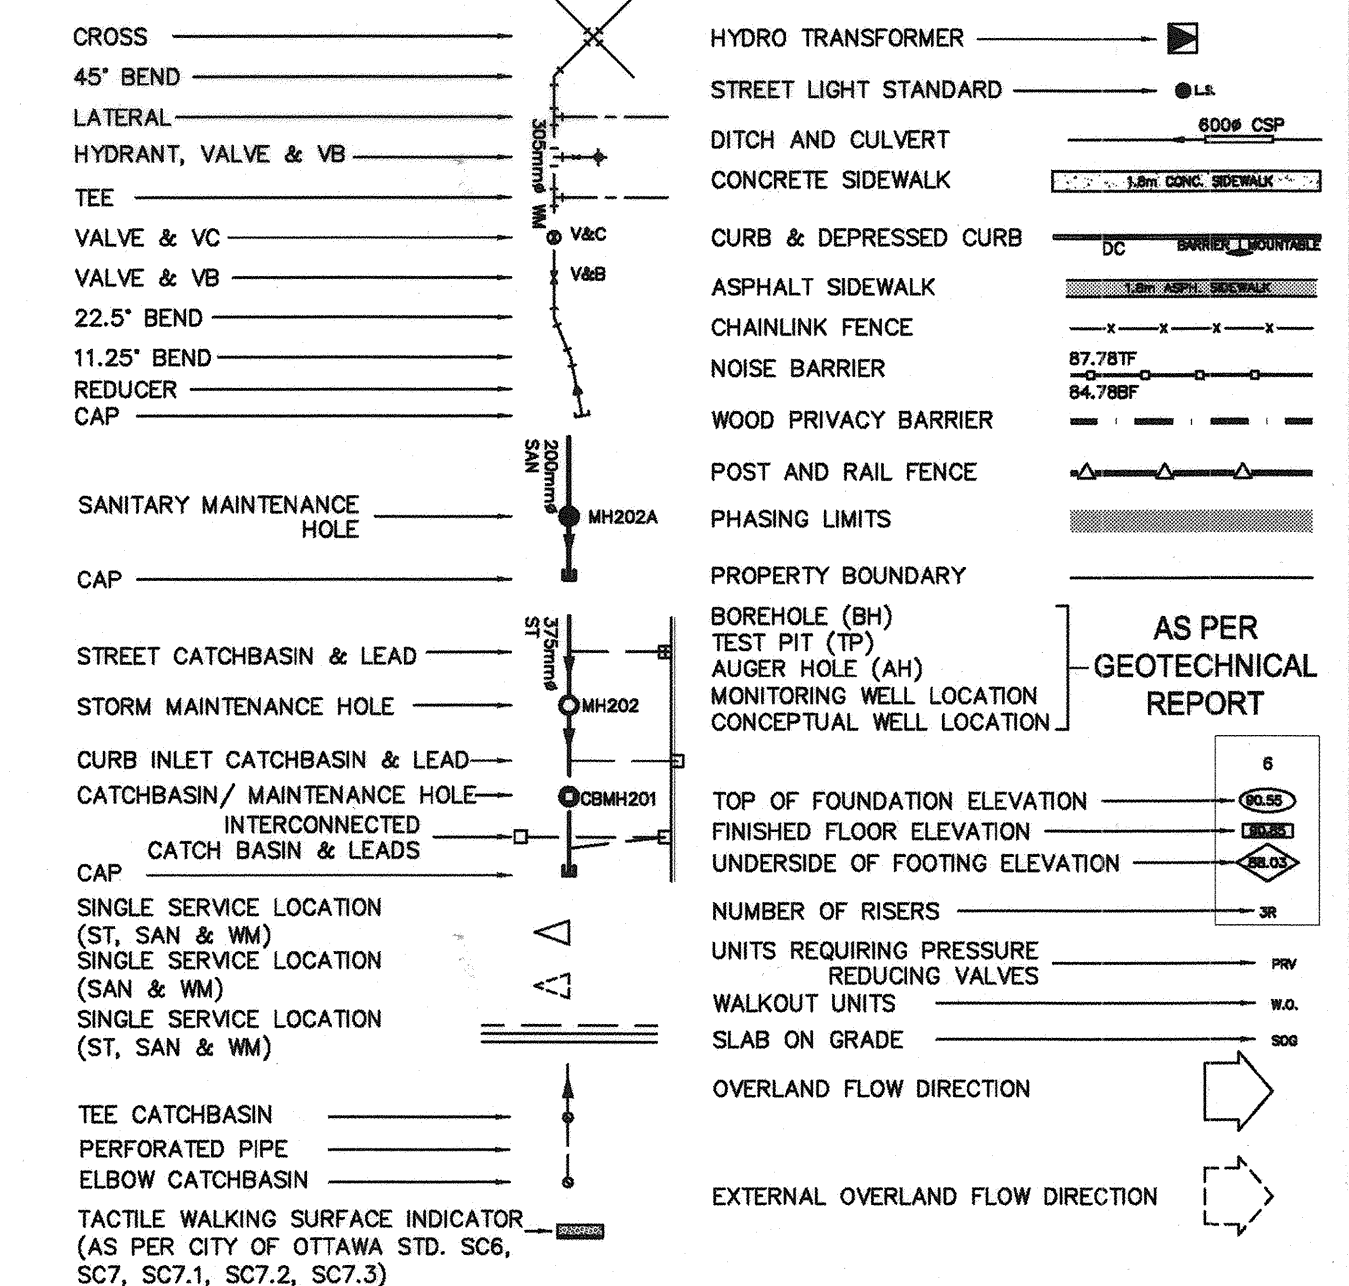 CROSS
45° BEND
LATERAL
HYDRANT, VALVE & VB
TEE
VALVE & VC
VALVE & VB
22.5° BEND
11.25° BEND
REDUCER
CAP
305mmø WM
V&C
V&B
200mmø
SAN
SANITARY MAINTENANCE
HOLE
MH202A
CAP
375mmø
ST
STREET CATCHBASIN & LEAD
STORM MAINTENANCE HOLE
MH202
CURB INLET CATCHBASIN & LEAD
CATCHBASIN/ MAINTENANCE HOLE
CBMH201
INTERCONNECTED
CATCH BASIN & LEADS
CAP
SINGLE SERVICE LOCATION
(ST, SAN & WM)
SINGLE SERVICE LOCATION
(SAN & WM)
SINGLE SERVICE LOCATION
(ST, SAN & WM)
TEE CATCHBASIN
PERFORATED PIPE
ELBOW CATCHBASIN
TACTILE WALKING SURFACE INDICATOR
(AS PER CITY OF OTTAWA STD. SC6,
SC7, SC7.1, SC7.2, SC7.3)
HYDRO TRANSFORMER
STREET LIGHT STANDARD
L.S.
DITCH AND CULVERT
600ø CSP
CONCRETE SIDEWALK
1.8m CONC. SIDEWALK
CURB & DEPRESSED CURB
DC
BARRIER MOUNTABLE
ASPHALT SIDEWALK
1.8m ASPH. SIDEWALK
CHAINLINK FENCE
x x x x
NOISE BARRIER
87.78TF
84.78BF
WOOD PRIVACY BARRIER
POST AND RAIL FENCE
PHASING LIMITS
PROPERTY BOUNDARY
BOREHOLE (BH)
TEST PIT (TP)
AUGER HOLE (AH)
MONITORING WELL LOCATION
CONCEPTUAL WELL LOCATION
AS PER
GEOTECHNICAL
REPORT
6
TOP OF FOUNDATION ELEVATION
90.55
FINISHED FLOOR ELEVATION
UNDERSIDE OF FOOTING ELEVATION
88.03
NUMBER OF RISERS
3R
UNITS REQUIRING PRESSURE
REDUCING VALVES
PRV
WALKOUT UNITS
W.O.
SLAB ON GRADE
SOG
OVERLAND FLOW DIRECTION
EXTERNAL OVERLAND FLOW DIRECTION